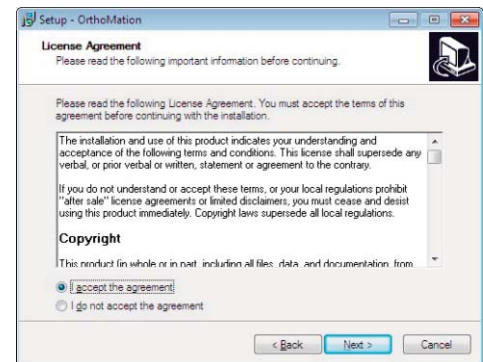 Setup - OrthoMation
License Agreement
Please read the following important information before continuing.
Please read the following License Agreement. You must accept the terms of this
agreement before continuing with the installation.
The installation and use of this product indicates your understanding and
acceptance of the following terms and conditions. This license shall supersede any
verbal, or prior verbal or written, statement or agreement to the contrary.
If you do not understand or accept these terms, or your local regulations prohibit
"after sale" license agreements or limited disclaimers, you must cease and desist
using this product immediately. Copyright laws supersede all local regulations.
Copyright
This product (in whole or in part, including all files, data, and documentation, from
I accept the agreement
I do not accept the agreement
< Back
Next >
Cancel